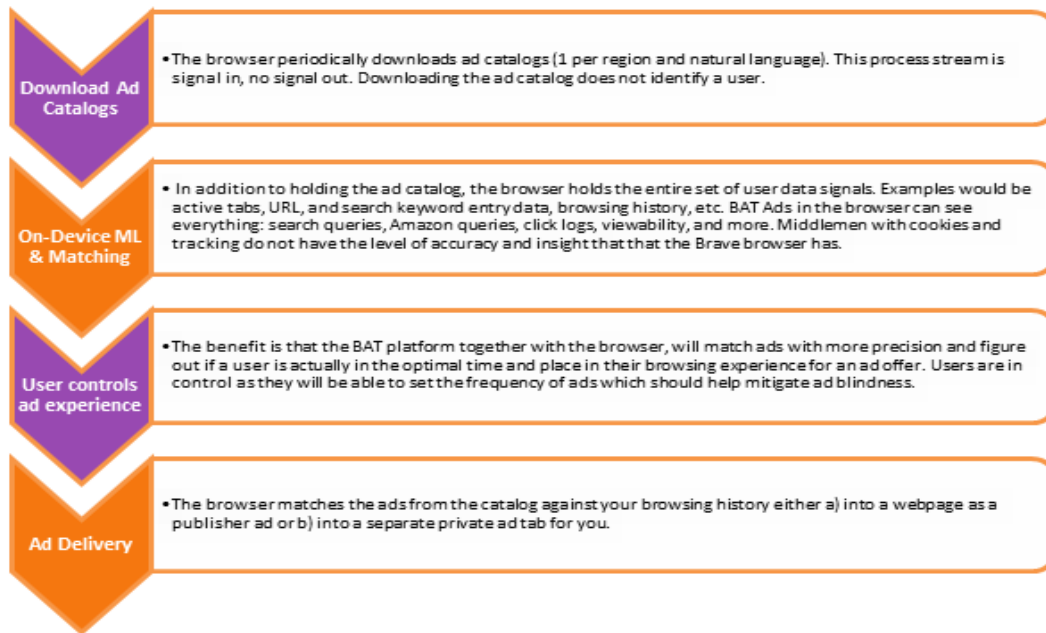 Download Ad
Catalogs
•The browser periodically downloads ad catalogs (1 per region and natural language). This process stream is
signal in, no signal out. Downloading the ad catalog does not identify a user.
On-Device ML
& Matching
• In addition to holding the ad catalog, the browser holds the entire set of user data signals. Examples would be
active tabs, URL, and search keyword entry data, browsing history, etc. BAT Ads in the browser can see
everything: search queries, Amazon queries, click logs, viewability, and more. Middlemen with cookies and
tracking do not have the level of accuracy and insight that that the Brave browser has.
User controls
ad experience
•The benefit is that the BAT platform together with the browser, will match ads with more precision and figure
out if a user is actually in the optimal time and place in their browsing experience for an ad offer. Users are in
control as they will be able to set the frequency of ads which should help mitigate ad blindness.
Ad Delivery
•The browser matches the ads from the catalog against your browsing history either a) into a webpage as a
publisher ad or b) into a separate private ad tab for you.